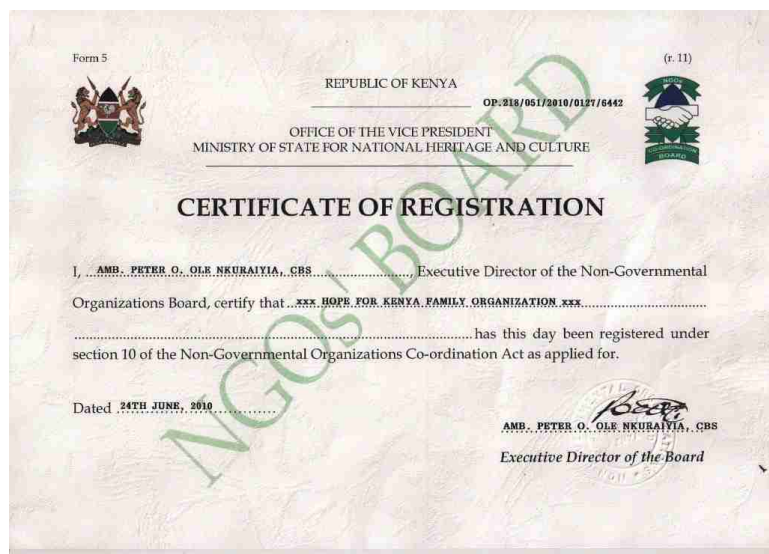 Form 5
(r. 11)
REPUBLIC OF KENYA
OP.218/051/2010/0127/6442
OFFICE OF THE VICE PRESIDENT
MINISTRY OF STATE FOR NATIONAL HERITAGE AND CULTURE
NGOs
CO-ORDINATION
BOARD
CERTIFICATE OF REGISTRATION
NGOs' BOARD
I, AMB. PETER O. OLE NKURAIYIA, CBS, Executive Director of the Non-Governmental
Organizations Board, certify that xxx HOPE FOR KENYA FAMILY ORGANIZATION xxx
has this day been registered under
section 10 of the Non-Governmental Organizations Co-ordination Act as applied for.
Dated 24TH JUNE, 2010
AMB. PETER O. OLE NKURAIYIA, CBS
Executive Director of the Board